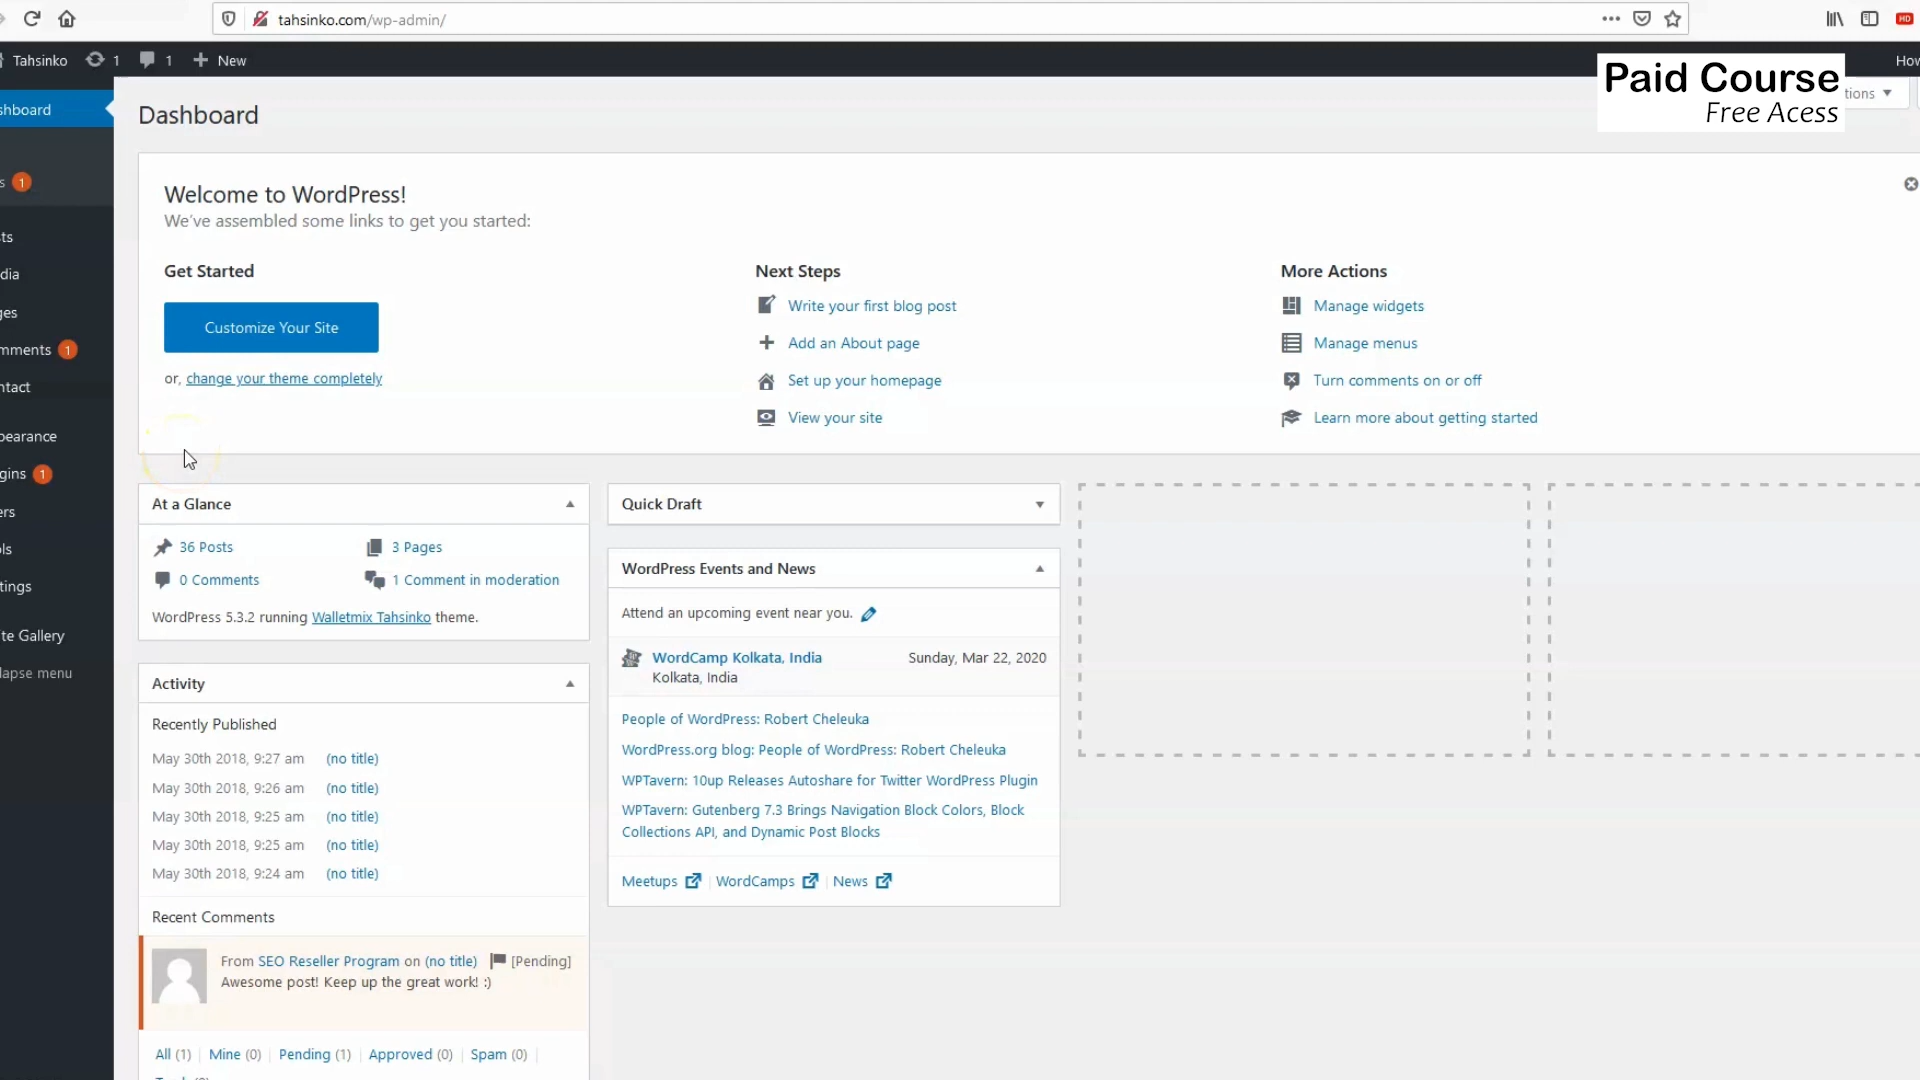 tahsinko.com/wp-admin/
HD
Tahsinko
1
1
New
How
Paid Course
Free Acess
tions
shboard
Dashboard
s 1
Welcome to WordPress!
We've assembled some links to get you started:
Get Started
Customize Your Site
or, change your theme completely
Next Steps
Write your first blog post
Add an About page
Set up your homepage
View your site
More Actions
Manage widgets
Manage menus
Turn comments on or off
Learn more about getting started
ts
dia
ges
mments 1
ntact
pearance
gins 1
ers
ols
tings
te Gallery
lapse menu
At a Glance
36 Posts
3 Pages
0 Comments
1 Comment in moderation
WordPress 5.3.2 running Walletmix Tahsinko theme.
Activity
Recently Published
May 30th 2018, 9:27 am (no title)
May 30th 2018, 9:26 am (no title)
May 30th 2018, 9:25 am (no title)
May 30th 2018, 9:25 am (no title)
May 30th 2018, 9:24 am (no title)
Recent Comments
From SEO Reseller Program on (no title) [Pending]
Awesome post! Keep up the great work! :)
All (1) | Mine (0) | Pending (1) | Approved (0) | Spam (0) |
Quick Draft
WordPress Events and News
Attend an upcoming event near you.
WordCamp Kolkata, India
Sunday, Mar 22, 2020
Kolkata, India
People of WordPress: Robert Cheleuka
WordPress.org blog: People of WordPress: Robert Cheleuka
WPTavern: 10up Releases Autoshare for Twitter WordPress Plugin
WPTavern: Gutenberg 7.3 Brings Navigation Block Colors, Block
Collections API, and Dynamic Post Blocks
Meetups | WordCamps | News